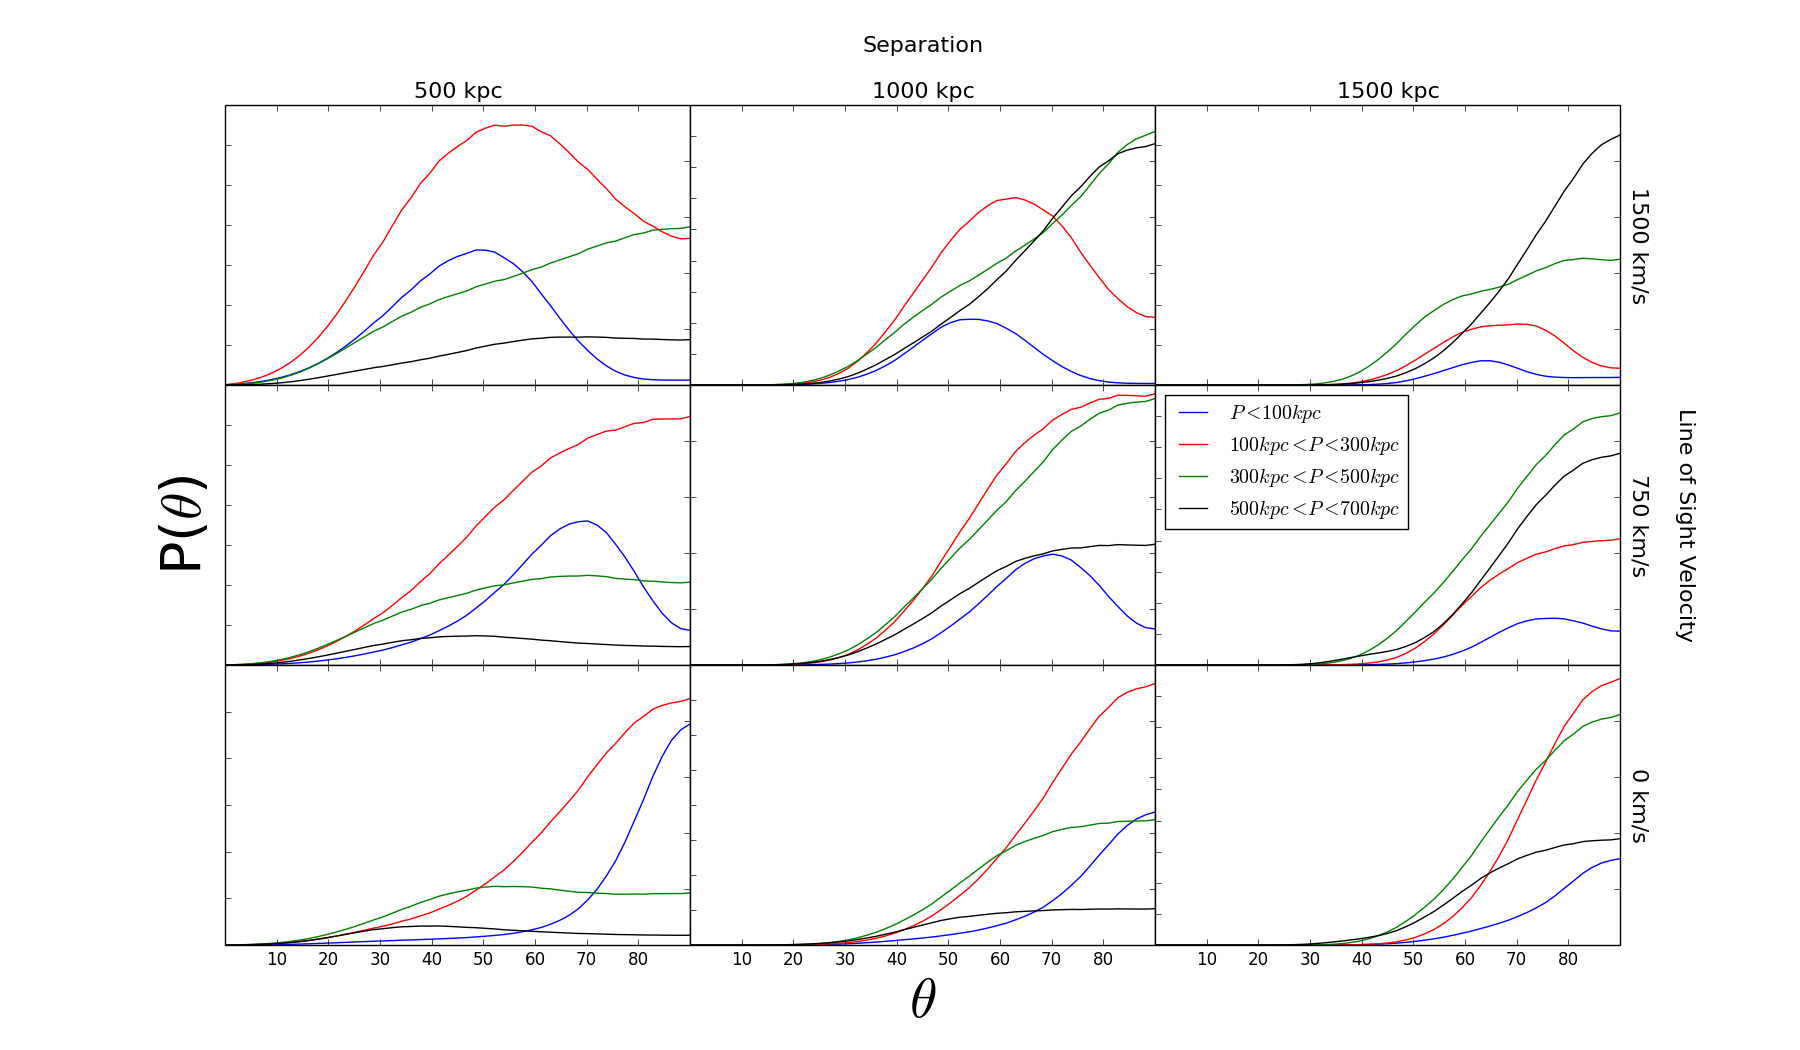 Separation
500 kpc 1000 kpc 1500 kpc
1500 km/s
P<100kpc
100kpc<P<300kpc
300kpc<P<500kpc
500kpc<P<700kpc
750 km/s
Line of Sight Velocity
P(θ)
0 km/s
10 20 30 40 50 60 70 80 10 20 30 40 50 60 70 80 10 20 30 40 50 60 70 80
θ